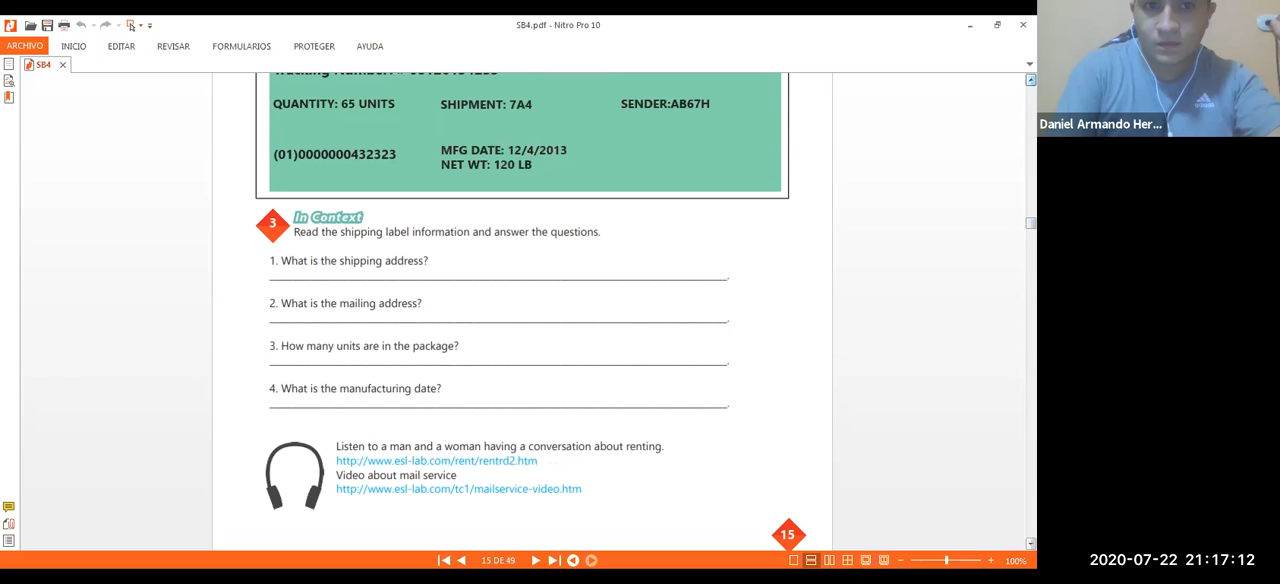 SB4.pdf - Nitro Pro 10
ARCHIVO INICIO EDITAR REVISAR FORMULARIOS PROTEGER AYUDA
SB4
QUANTITY: 65 UNITS SHIPMENT: 7A4 SENDER:AB67H
(01)0000000432323 MFG DATE: 12/4/2013
NET WT: 120 LB
3 In Context
Read the shipping label information and answer the questions.
1. What is the shipping address?
2. What is the mailing address?
3. How many units are in the package?
4. What is the manufacturing date?
Listen to a man and a woman having a conversation about renting.
http://www.esl-lab.com/rent/rentrd2.htm
Video about mail service
http://www.esl-lab.com/tc1/mailservice-video.htm
15
15 DE 49
100%
Daniel Armando Her...
adidas
2020-07-22 21:17:12